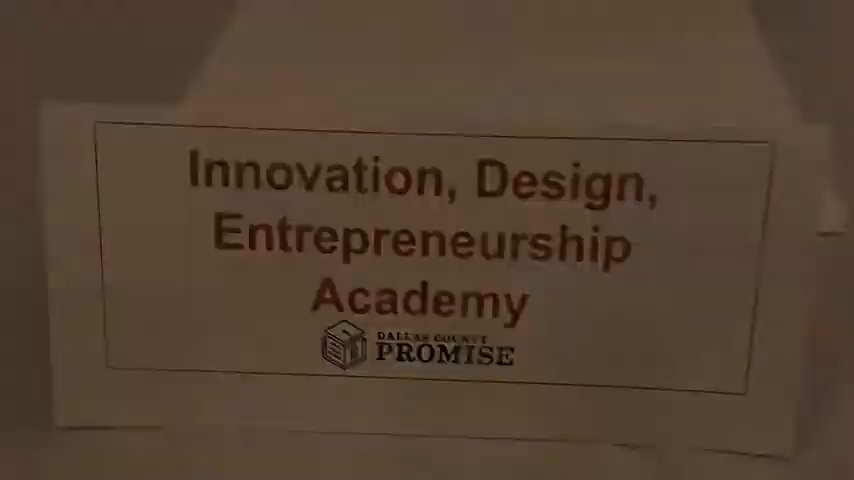 Innovation, Design,
Entrepreneurship
Academy
DALLAS COUNTY
PROMISE